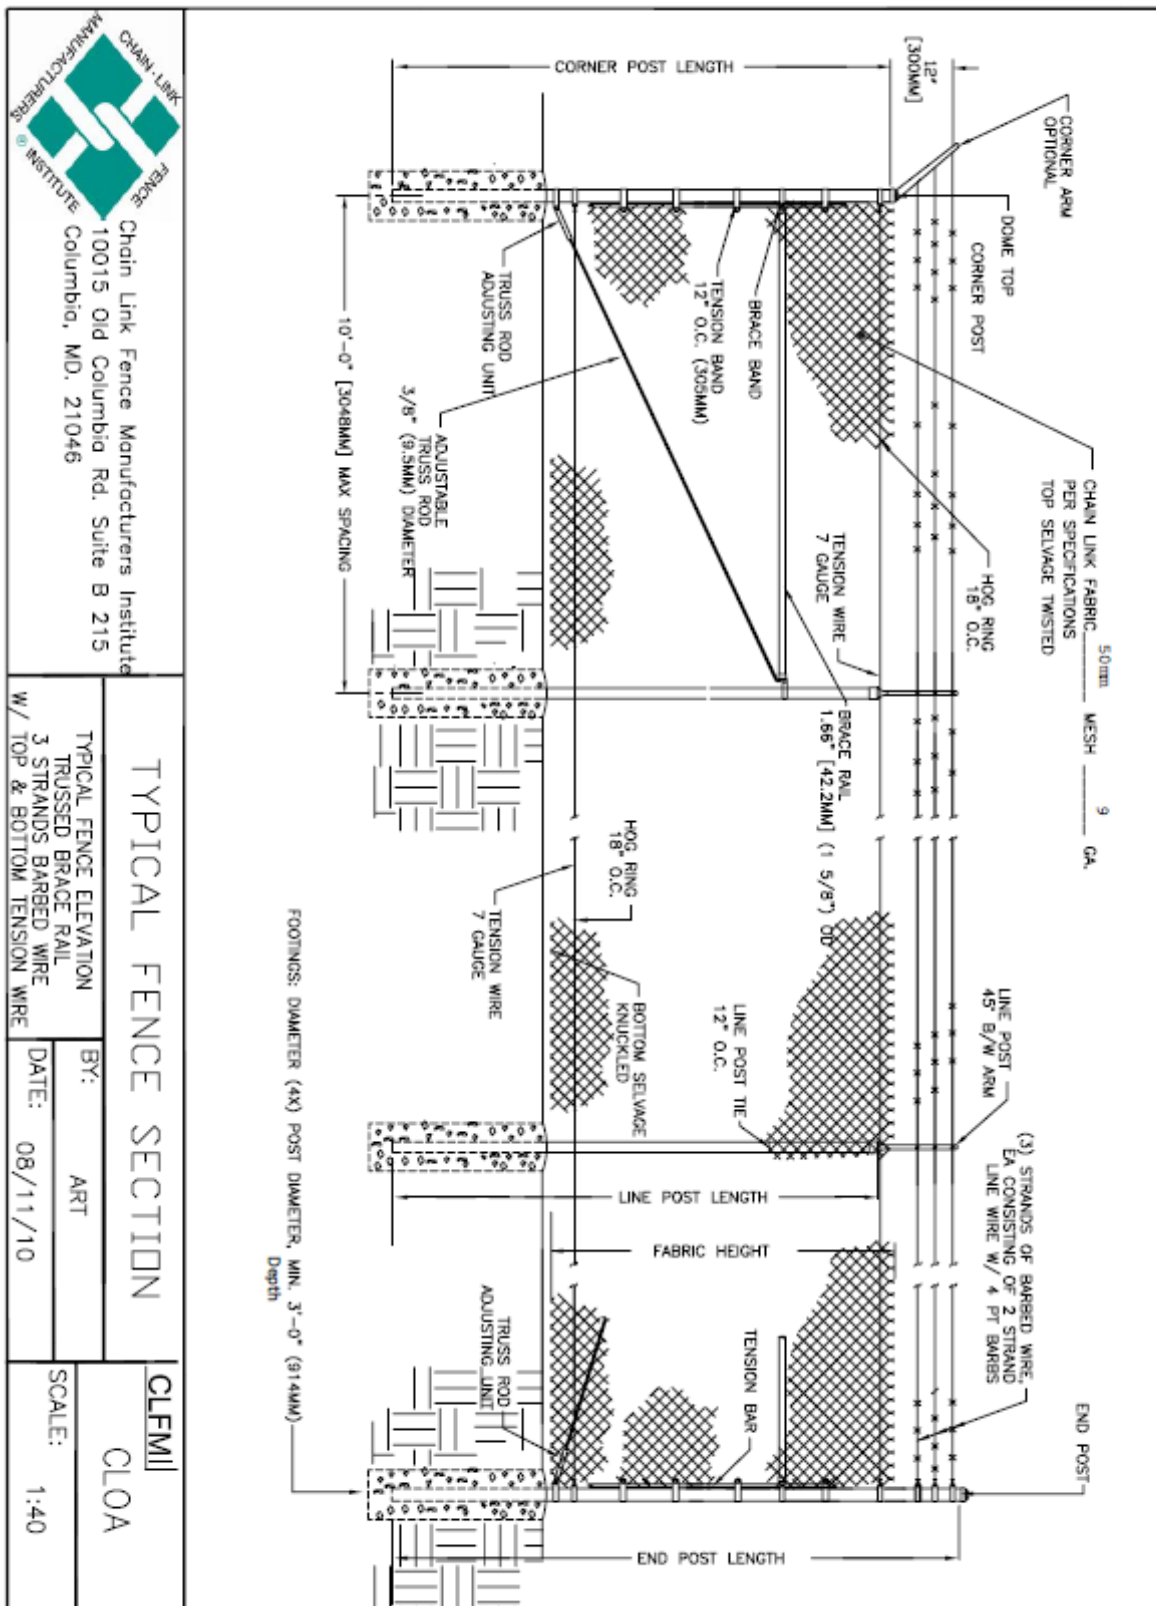 CORNER ARM
OPTIONAL
DOME TOP
CORNER POST
CHAIN LINK FABRIC 50mm MESH 9 GA.
PER SPECIFICATIONS
TOP SELVAGE TWISTED
HOG RING
18" O.C.
LINE POST
45° B/W ARM
(3) STRANDS OF BARBED WIRE,
EA CONSISTING OF 2 STRAND
LINE WIRE W/ 4 PT BARBS
END POST
12"
[300MM]
CORNER POST LENGTH
BRACE BAND
TENSION BAND
12" O.C. (305MM)
TRUSS ROD
ADJUSTING UNIT
TENSION WIRE
7 GAUGE
BRACE RAIL
1.66" [42.2MM] (1 5/8") OD
ADJUSTABLE
TRUSS ROD
3/8" (9.5MM) DIAMETER
10'-0" [3048MM] MAX SPACING
HOG RING
18" O.C.
TENSION WIRE
7 GAUGE
BOTTOM SELVAGE
KNUCKLED
LINE POST TIE
12" O.C.
LINE POST LENGTH
FABRIC HEIGHT
TENSION BAR
TRUSS ROD
ADJUSTING UNIT
END POST LENGTH
FOOTINGS: DIAMETER (4X) POST DIAMETER, MIN. 3'-0" (914MM)
Depth
CHAIN-LINK
FENCE
MANUFACTURERS
INSTITUTE
®
Chain Link Fence Manufacturers Institute
10015 Old Columbia Rd. Suite B 215
Columbia, MD. 21046
TYPICAL FENCE SECTION
TYPICAL FENCE ELEVATION
TRUSSED BRACE RAIL
3 STRANDS BARBED WIRE
W/ TOP & BOTTOM TENSION WIRE
BY: ART
DATE: 08/11/10
CLFMI
CLOA
SCALE: 1:40